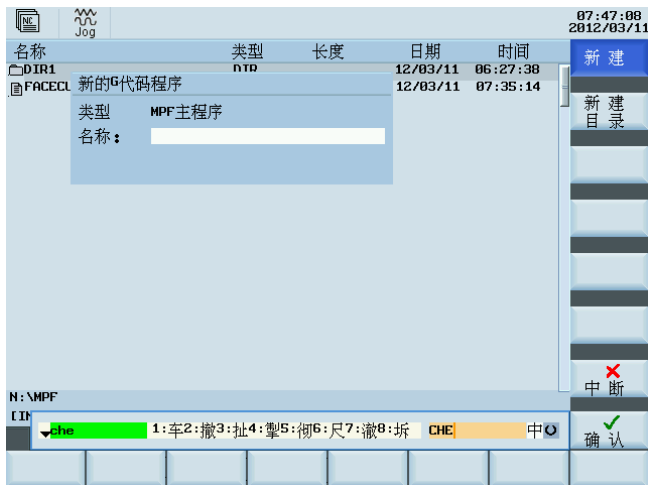 NC
Jog
07:47:08
2012/03/11
名称 类型 长度 日期 时间
DIR1 DIR 12/03/11 06:27:38
FACECU 12/03/11 07:35:14
新的G代码程序
类型 MPF主程序
名称:
新建
新建
目录
中断
确认
N:\MPF
che 1:车2:撤3:扯4:掣5:彻6:尺7:澈8:坼 CHE 中